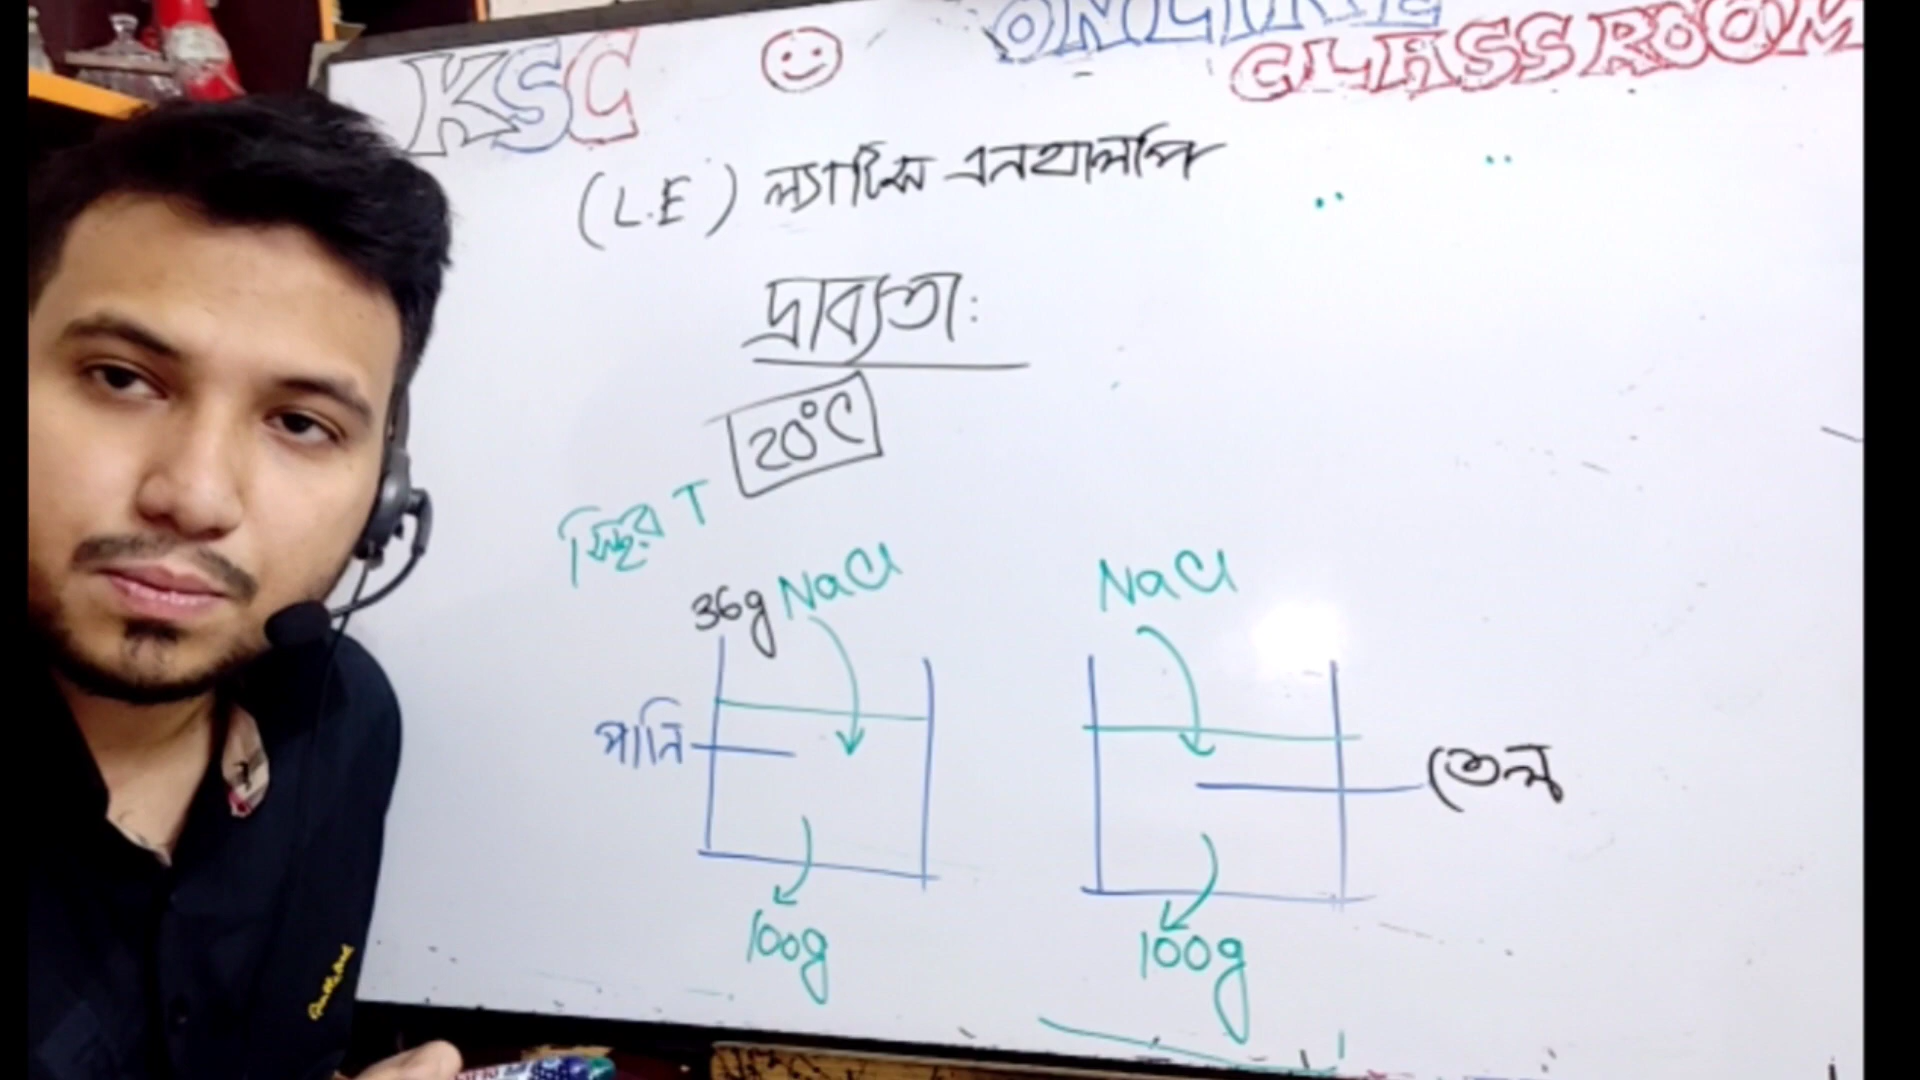 KSC ONLINE
CLASSROOM
(L.E) ল্যাটিস এনথালপি
দ্রাব্যতা:
20°C
স্থির T
36g NaCl NaCl
পানি তেল
100g 100g